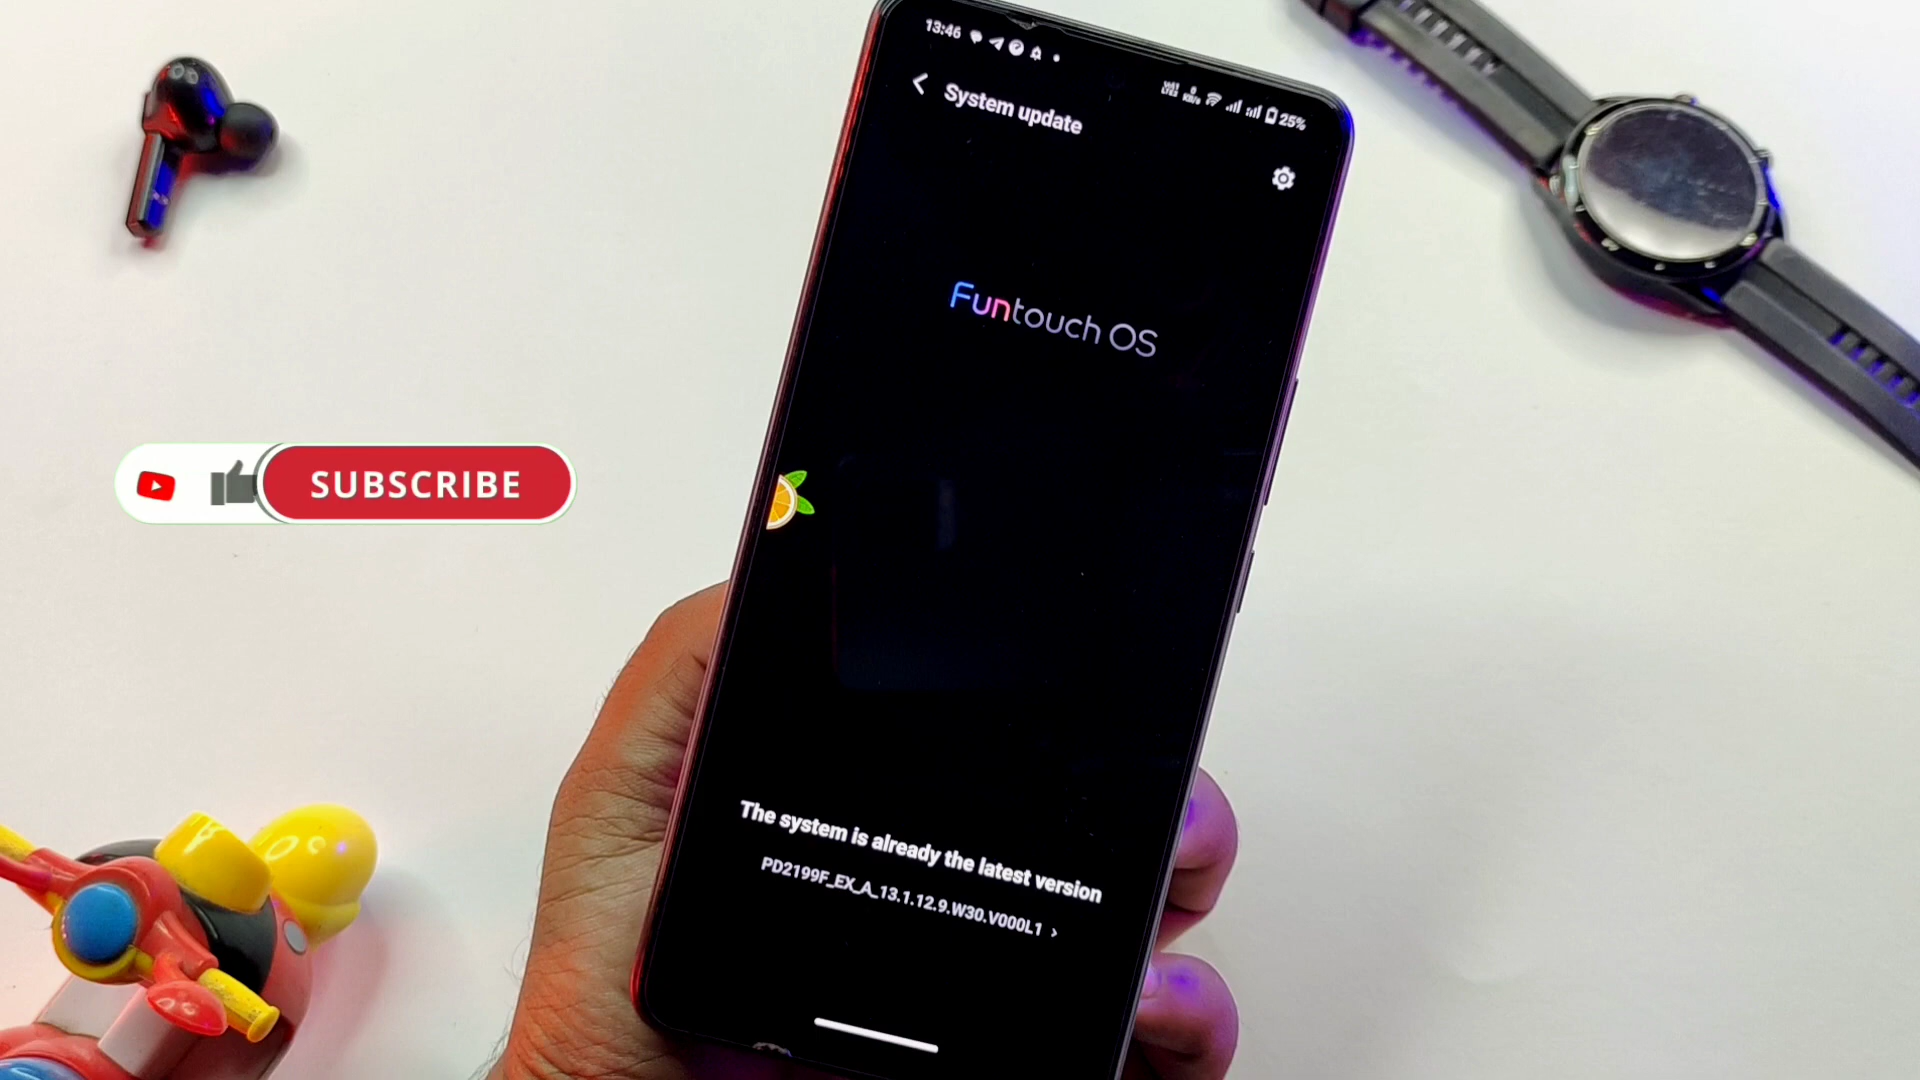 13:46
25%
System update
Funtouch OS
SUBSCRIBE
The system is already the latest version
PD2199F_EX_A_13.1.12.9.W30.V000L1 >